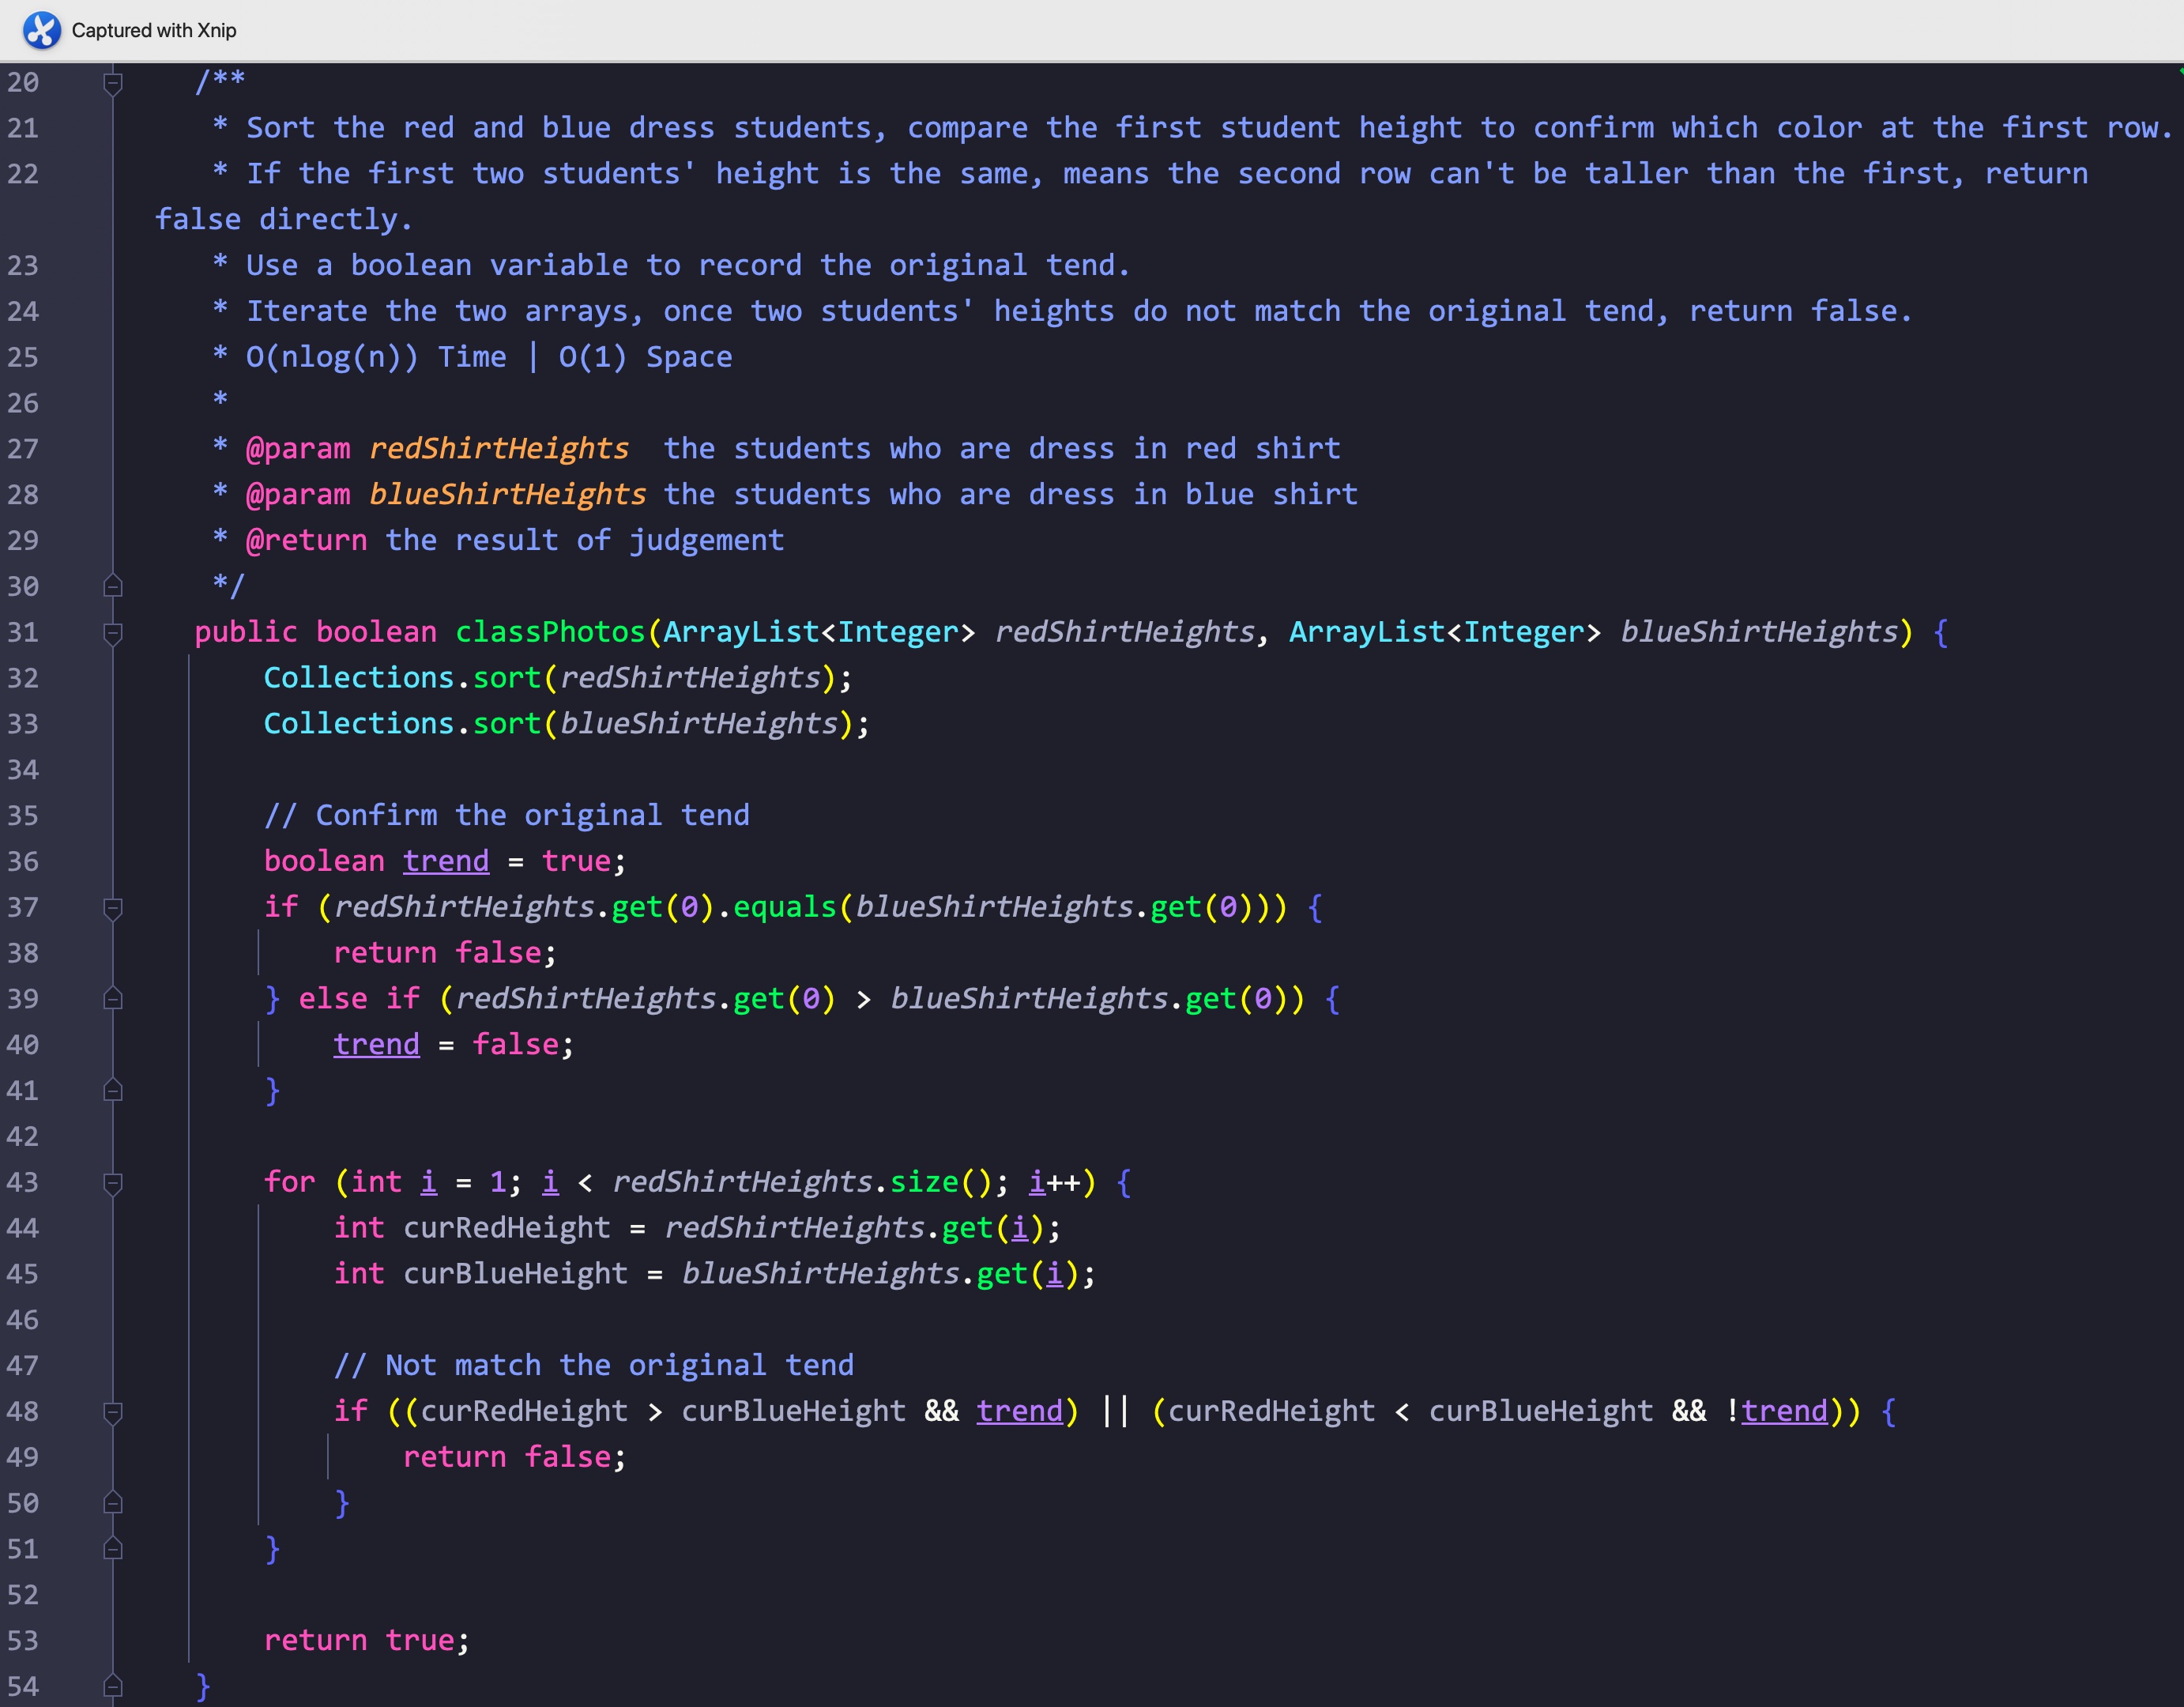 Captured with Xnip
20 /**
21 * Sort the red and blue dress students, compare the first student height to confirm which color at the first row.
22 * If the first two students' height is the same, means the second row can't be taller than the first, return
false directly.
23 * Use a boolean variable to record the original tend.
24 * Iterate the two arrays, once two students' heights do not match the original tend, return false.
25 * O(nlog(n)) Time | O(1) Space
26 *
27 * @param redShirtHeights  the students who are dress in red shirt
28 * @param blueShirtHeights the students who are dress in blue shirt
29 * @return the result of judgement
30 */
31 public boolean classPhotos(ArrayList<Integer> redShirtHeights, ArrayList<Integer> blueShirtHeights) {
32 Collections.sort(redShirtHeights);
33 Collections.sort(blueShirtHeights);
34
35 // Confirm the original tend
36 boolean trend = true;
37 if (redShirtHeights.get(0).equals(blueShirtHeights.get(0))) {
38 return false;
39 } else if (redShirtHeights.get(0) > blueShirtHeights.get(0)) {
40 trend = false;
41 }
42
43 for (int i = 1; i < redShirtHeights.size(); i++) {
44 int curRedHeight = redShirtHeights.get(i);
45 int curBlueHeight = blueShirtHeights.get(i);
46
47 // Not match the original tend
48 if ((curRedHeight > curBlueHeight && trend) || (curRedHeight < curBlueHeight && !trend)) {
49 return false;
50 }
51 }
52
53 return true;
54 }